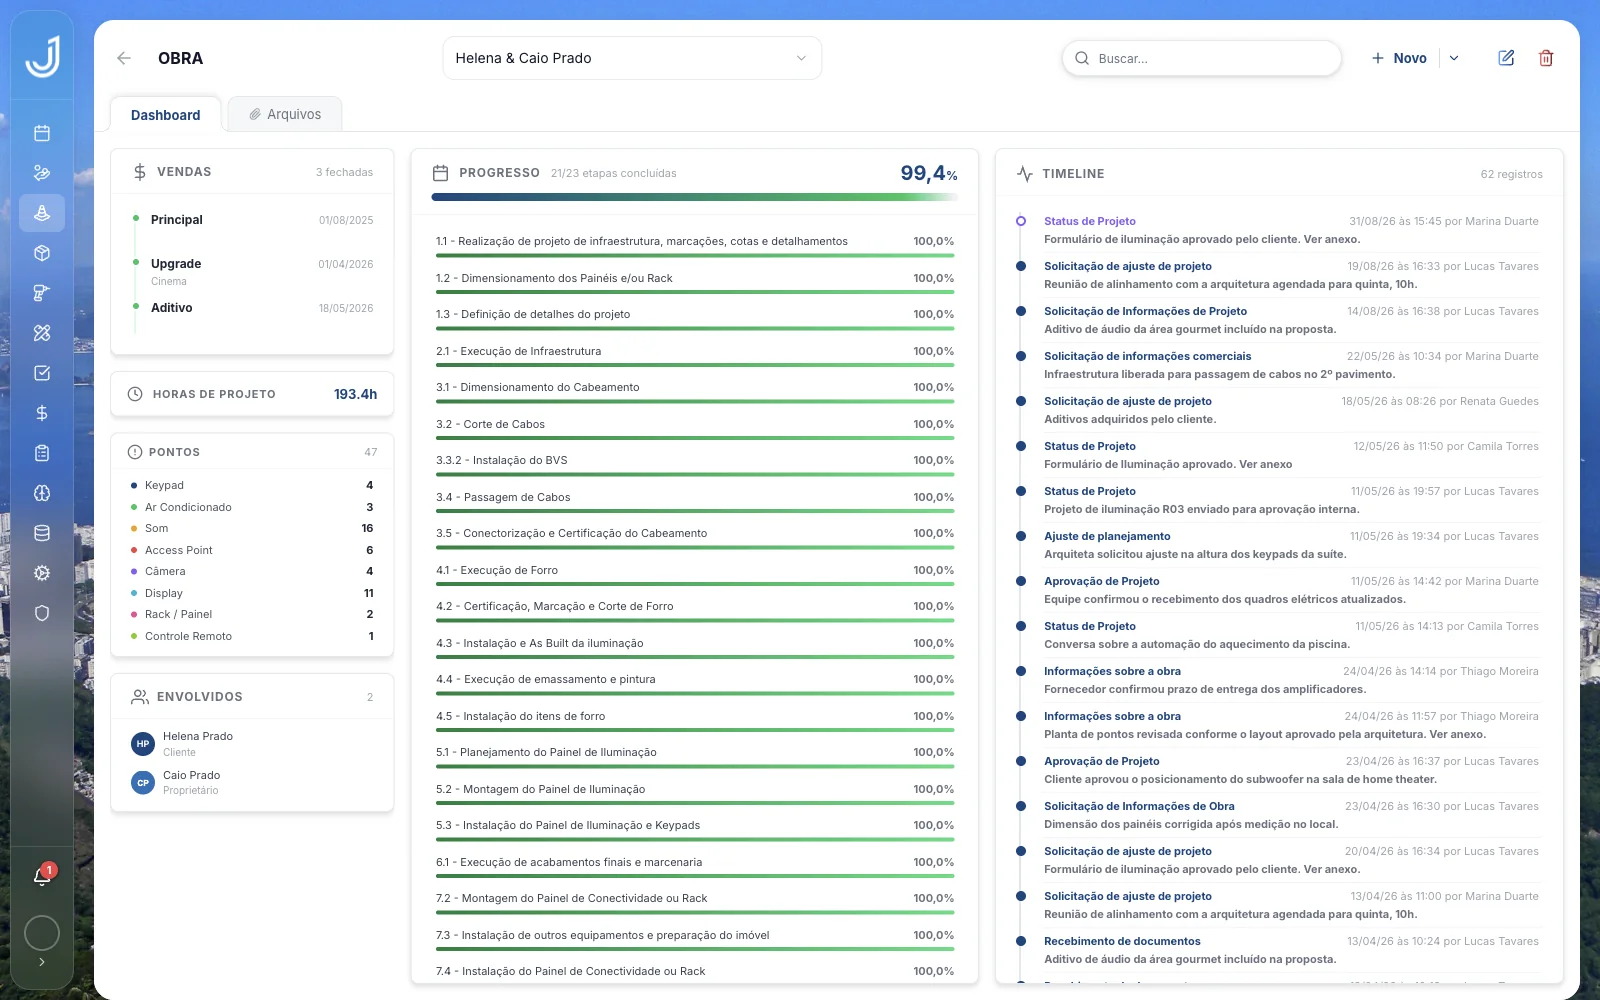 OBRA
Helena & Caio Prado
Buscar...
Novo
Dashboard
Arquivos
VENDAS
3 fechadas
Principal
01/08/2025
Upgrade
01/04/2026
Cinema
Aditivo
18/05/2026
HORAS DE PROJETO
193.4h
PONTOS
47
Keypad
4
Ar Condicionado
3
Som
16
Access Point
6
Câmera
4
Display
11
Rack / Painel
2
Controle Remoto
1
ENVOLVIDOS
2
HP
Helena Prado
Cliente
CP
Caio Prado
Proprietário
1
PROGRESSO
21/23 etapas concluídas
99,4%
1.1 - Realização de projeto de infraestrutura, marcações, cotas e detalhamentos
100,0%
1.2 - Dimensionamento dos Painéis e/ou Rack
100,0%
1.3 - Definição de detalhes do projeto
100,0%
2.1 - Execução de Infraestrutura
100,0%
3.1 - Dimensionamento do Cabeamento
100,0%
3.2 - Corte de Cabos
100,0%
3.3.2 - Instalação do BVS
100,0%
3.4 - Passagem de Cabos
100,0%
3.5 - Conectorização e Certificação do Cabeamento
100,0%
4.1 - Execução de Forro
100,0%
4.2 - Certificação, Marcação e Corte de Forro
100,0%
4.3 - Instalação e As Built da iluminação
100,0%
4.4 - Execução de emassamento e pintura
100,0%
4.5 - Instalação do itens de forro
100,0%
5.1 - Planejamento do Painel de Iluminação
100,0%
5.2 - Montagem do Painel de Iluminação
100,0%
5.3 - Instalação do Painel de Iluminação e Keypads
100,0%
6.1 - Execução de acabamentos finais e marcenaria
100,0%
7.2 - Montagem do Painel de Conectividade ou Rack
100,0%
7.3 - Instalação de outros equipamentos e preparação do imóvel
100,0%
7.4 - Instalação do Painel de Conectividade ou Rack
100,0%
TIMELINE
62 registros
Status de Projeto
31/08/26 às 15:45 por Marina Duarte
Formulário de iluminação aprovado pelo cliente. Ver anexo.
Solicitação de ajuste de projeto
19/08/26 às 16:33 por Lucas Tavares
Reunião de alinhamento com a arquitetura agendada para quinta, 10h.
Solicitação de Informações de Projeto
14/08/26 às 16:38 por Lucas Tavares
Aditivo de áudio da área gourmet incluído na proposta.
Solicitação de informações comerciais
22/05/26 às 10:34 por Marina Duarte
Infraestrutura liberada para passagem de cabos no 2º pavimento.
Solicitação de ajuste de projeto
18/05/26 às 08:26 por Renata Guedes
Aditivos adquiridos pelo cliente.
Status de Projeto
12/05/26 às 11:50 por Camila Torres
Formulário de Iluminação aprovado. Ver anexo
Status de Projeto
11/05/26 às 19:57 por Lucas Tavares
Projeto de iluminação R03 enviado para aprovação interna.
Ajuste de planejamento
11/05/26 às 19:34 por Lucas Tavares
Arquiteta solicitou ajuste na altura dos keypads da suíte.
Aprovação de Projeto
11/05/26 às 14:42 por Marina Duarte
Equipe confirmou o recebimento dos quadros elétricos atualizados.
Status de Projeto
11/05/26 às 14:13 por Camila Torres
Conversa sobre a automação do aquecimento da piscina.
Informações sobre a obra
24/04/26 às 14:14 por Thiago Moreira
Fornecedor confirmou prazo de entrega dos amplificadores.
Informações sobre a obra
24/04/26 às 11:57 por Thiago Moreira
Planta de pontos revisada conforme o layout aprovado pela arquitetura. Ver anexo.
Aprovação de Projeto
23/04/26 às 16:37 por Lucas Tavares
Cliente aprovou o posicionamento do subwoofer na sala de home theater.
Solicitação de Informações de Obra
23/04/26 às 16:30 por Lucas Tavares
Dimensão dos painéis corrigida após medição no local.
Solicitação de ajuste de projeto
20/04/26 às 16:34 por Lucas Tavares
Formulário de iluminação aprovado pelo cliente. Ver anexo.
Solicitação de ajuste de projeto
13/04/26 às 11:00 por Marina Duarte
Reunião de alinhamento com a arquitetura agendada para quinta, 10h.
Recebimento de documentos
13/04/26 às 10:24 por Lucas Tavares
Aditivo de áudio da área gourmet incluído na proposta.